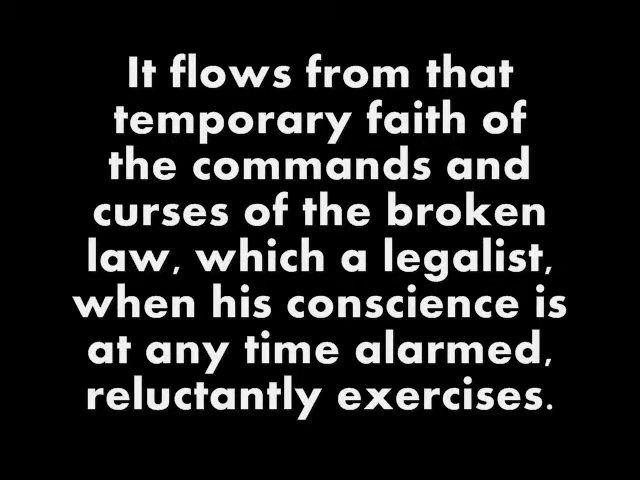 It flows from that
temporary faith of
the commands and
curses of the broken
law, which a legalist,
when his conscience is
at any time alarmed,
reluctantly exercises.